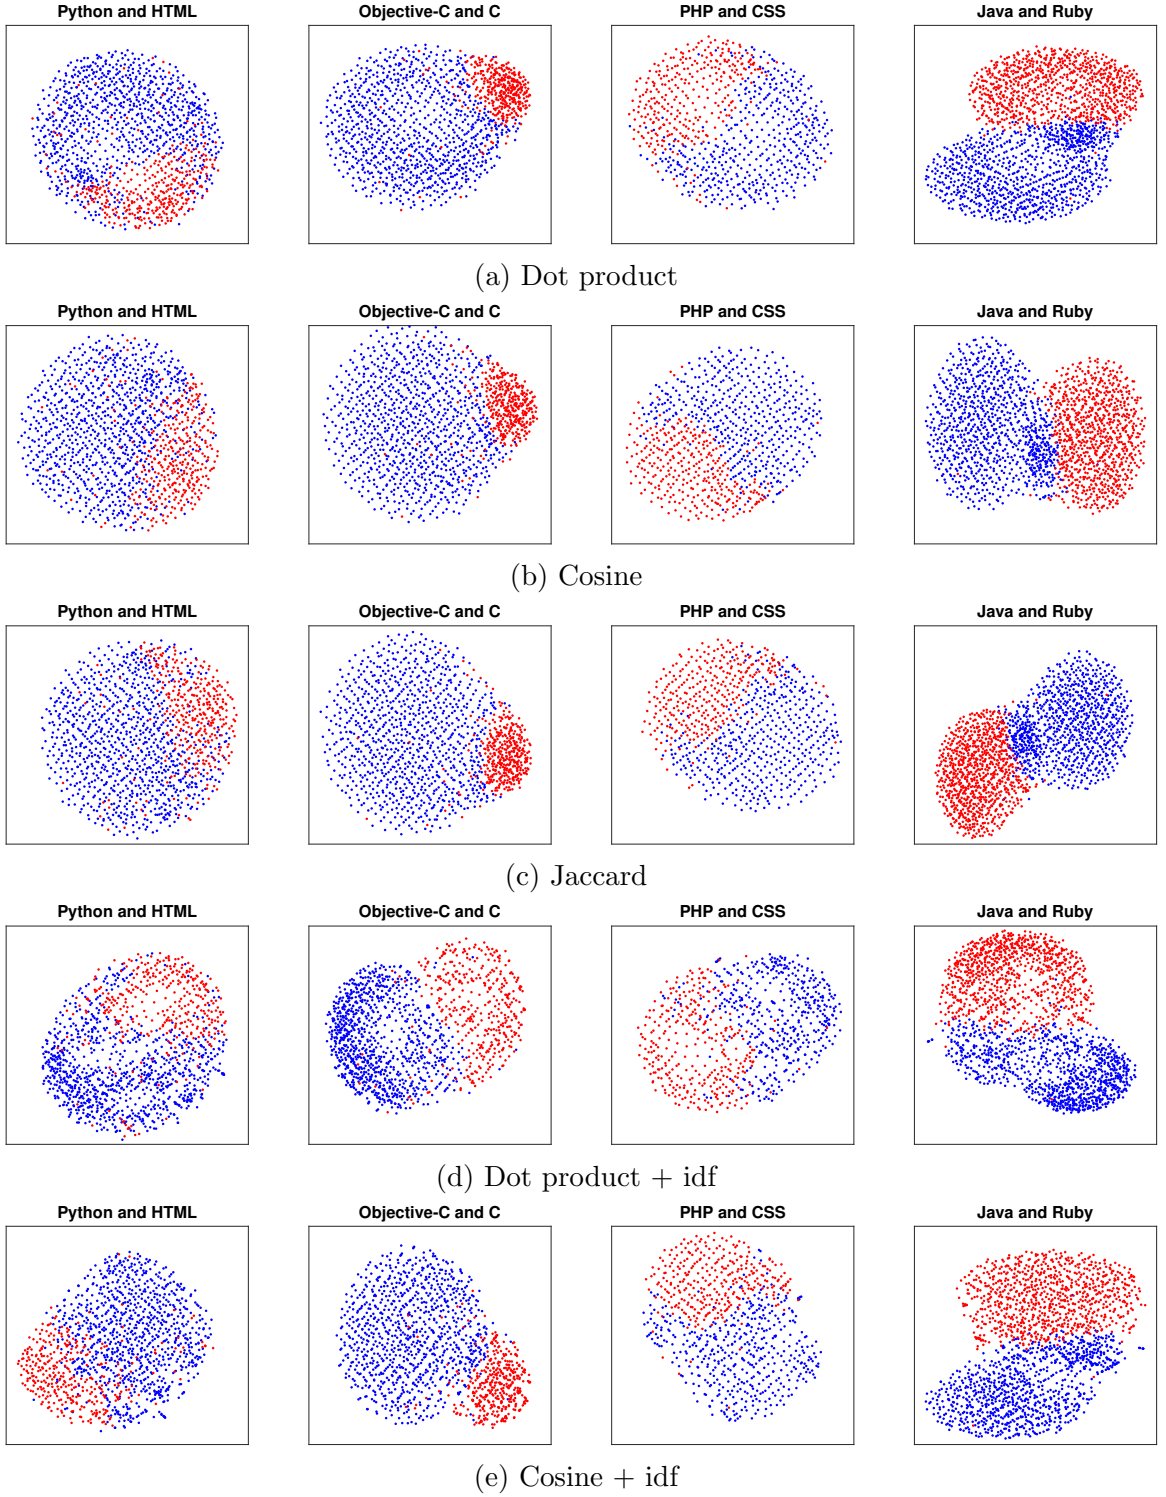 Python and HTML Objective-C and C PHP and CSS Java and Ruby
(a) Dot product
Python and HTML Objective-C and C PHP and CSS Java and Ruby
(b) Cosine
Python and HTML Objective-C and C PHP and CSS Java and Ruby
(c) Jaccard
Python and HTML Objective-C and C PHP and CSS Java and Ruby
(d) Dot product + idf
Python and HTML Objective-C and C PHP and CSS Java and Ruby
(e) Cosine + idf